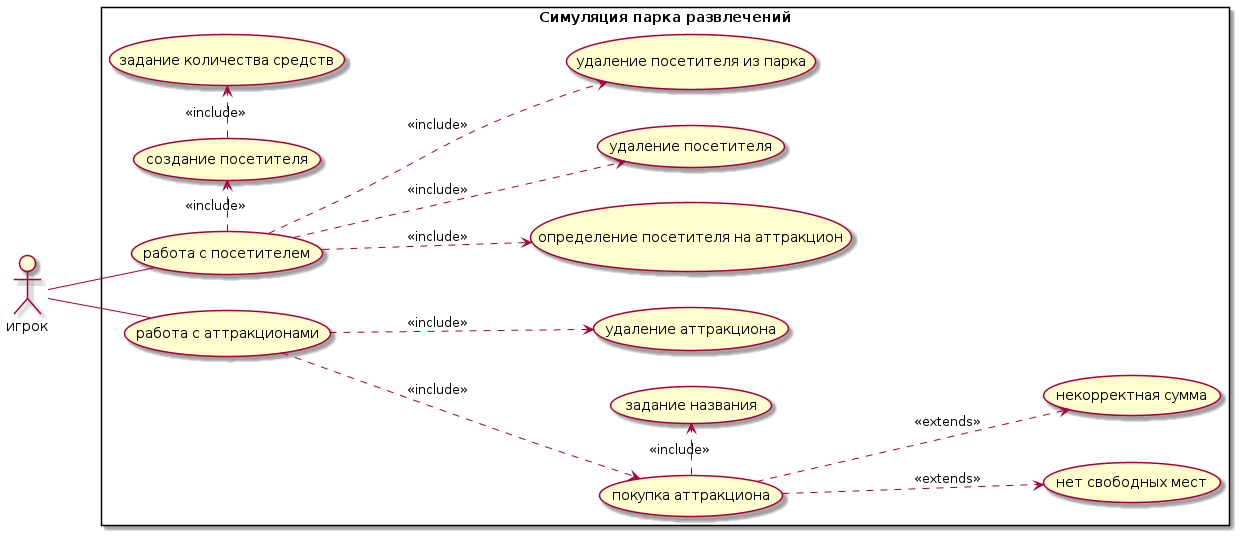 Симуляция парка развлечений
задание количества средств
удаление посетителя из парка
«include»
«include»
создание посетителя
удаление посетителя
«include»
«include»
работа с посетителем
«include»
определение посетителя на аттракцион
игрок
работа с аттракционами
«include»
удаление аттракциона
«include»
задание названия
некорректная сумма
«extends»
«include»
покупка аттракциона
«extends»
нет свободных мест